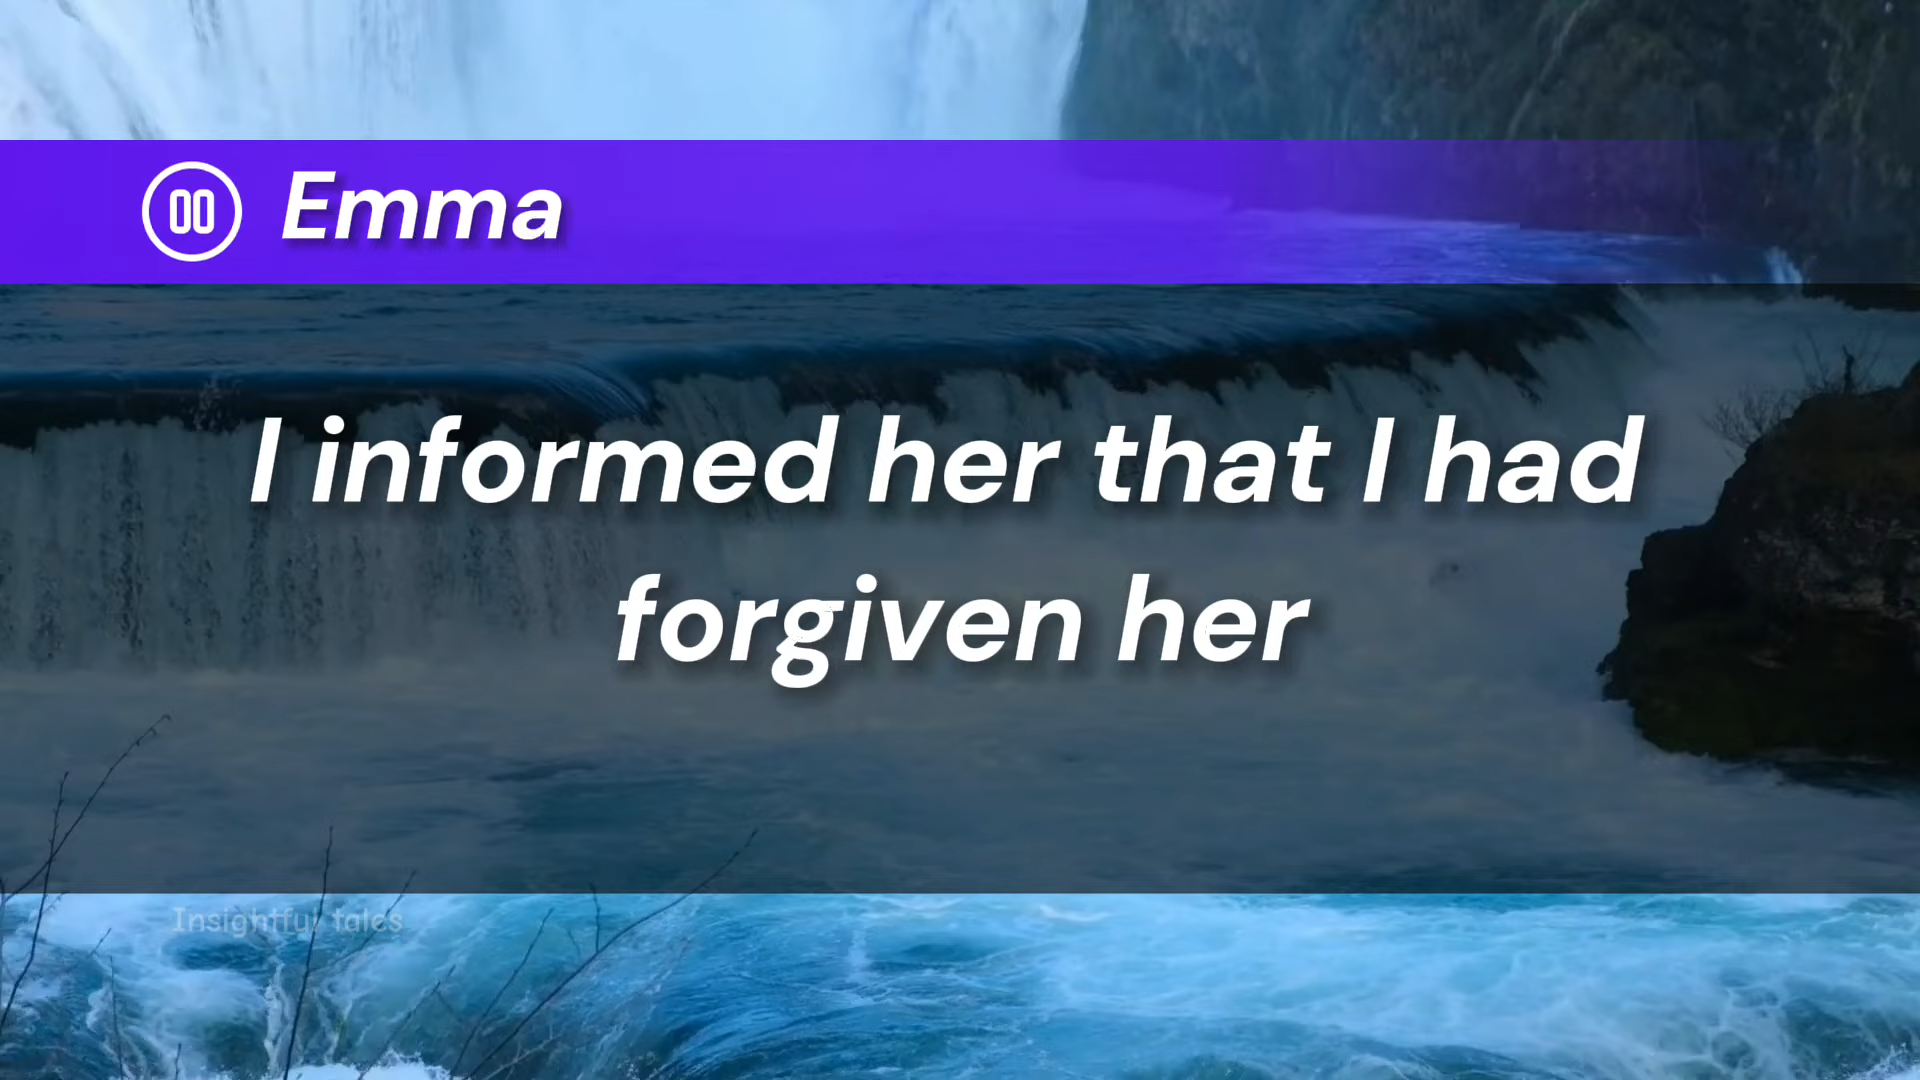 Emma
I informed her that I had
forgiven her
Insightful tales